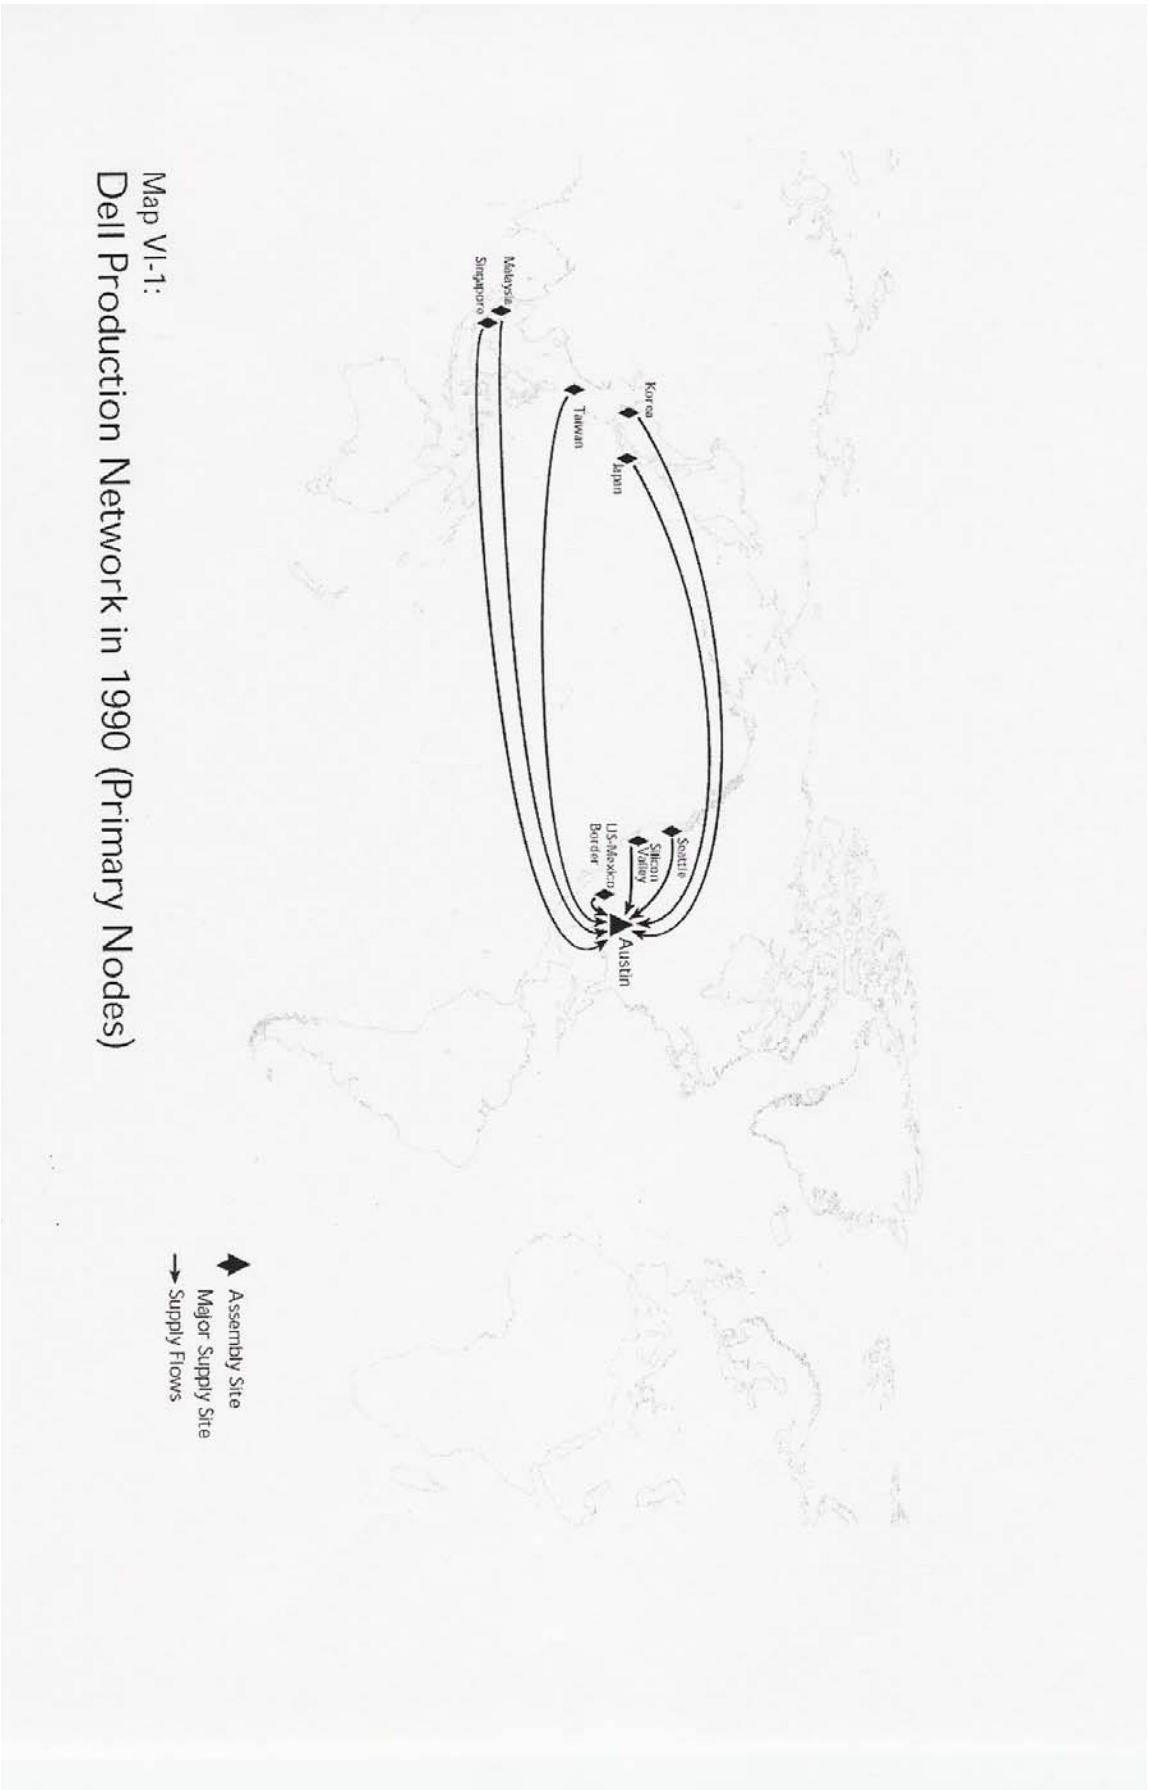 Map VI-1:
Dell Production Network in 1990 (Primary Nodes)
Korea
Japan
Taiwan
Malaysia
Singapore
Seattle
Silicon
Valley
US-Mexico
Border
Austin
Assembly Site
Major Supply Site
Supply Flows